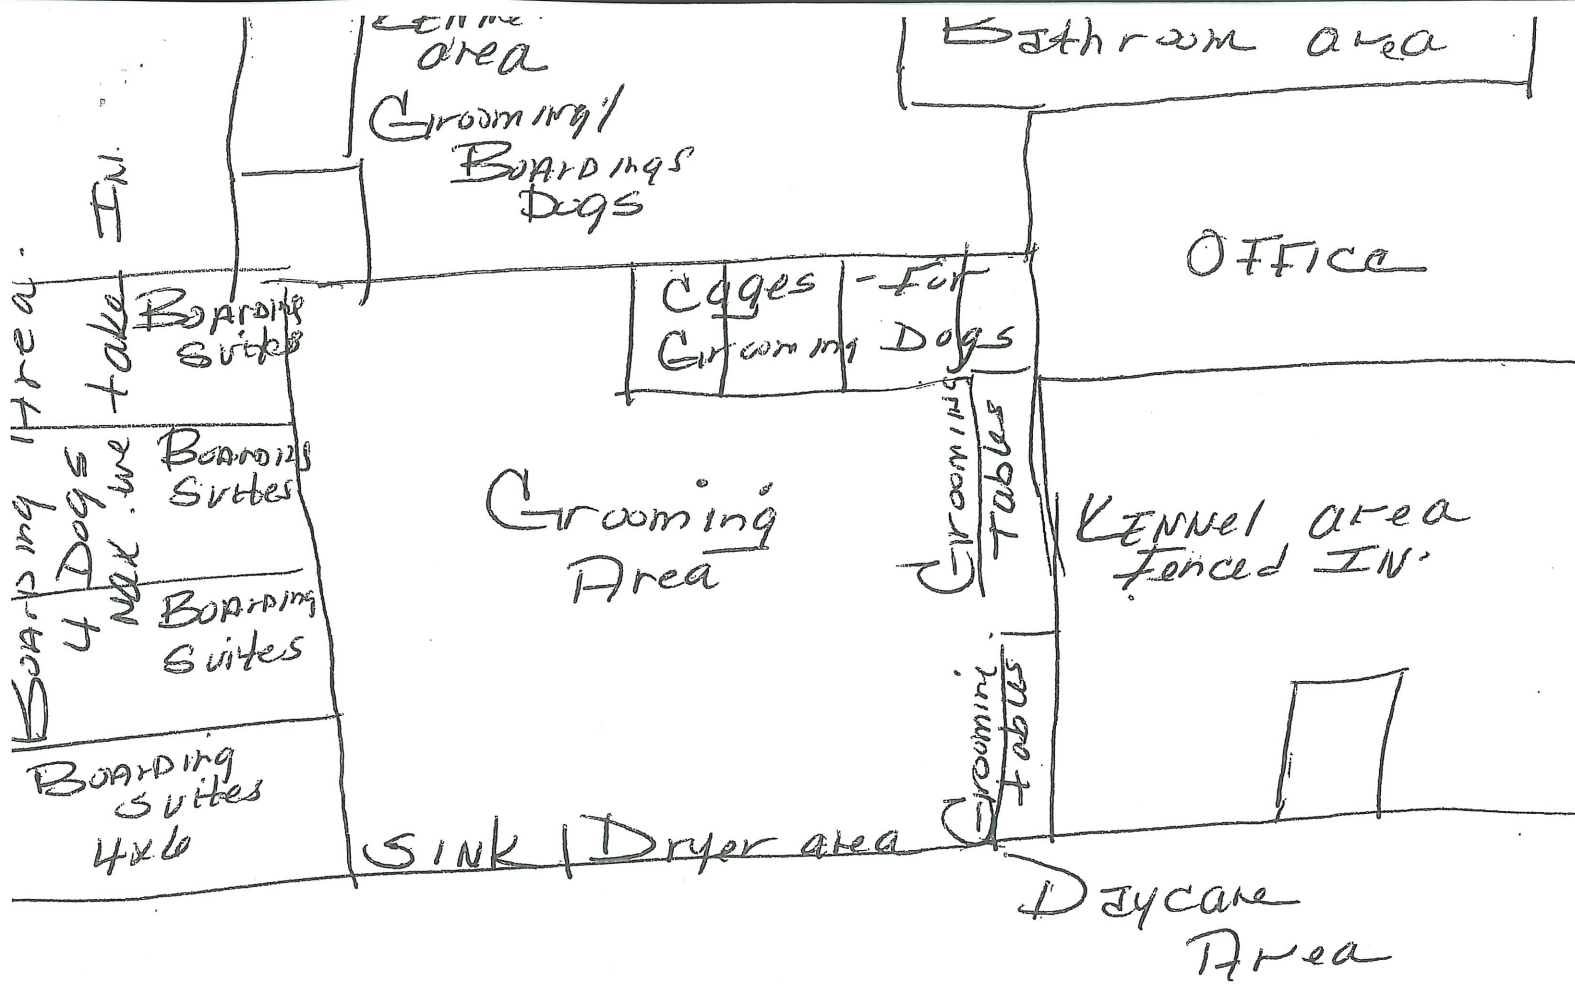 area
Grooming/
Boardings
Dogs
Bathroom area
OFFICE
Boarding Area.
4 Dogs
Max. we take IN.
Boarding
Suites
Boarding
Suites
Boarding
Suites
Boarding
Suites
4x6
Cages - For
Grooming Dogs
Grooming
Area
Grooming
Tables
Groomin
tables
Kennel area
Fenced IN.
SINK
Dryer area
Daycare
Area